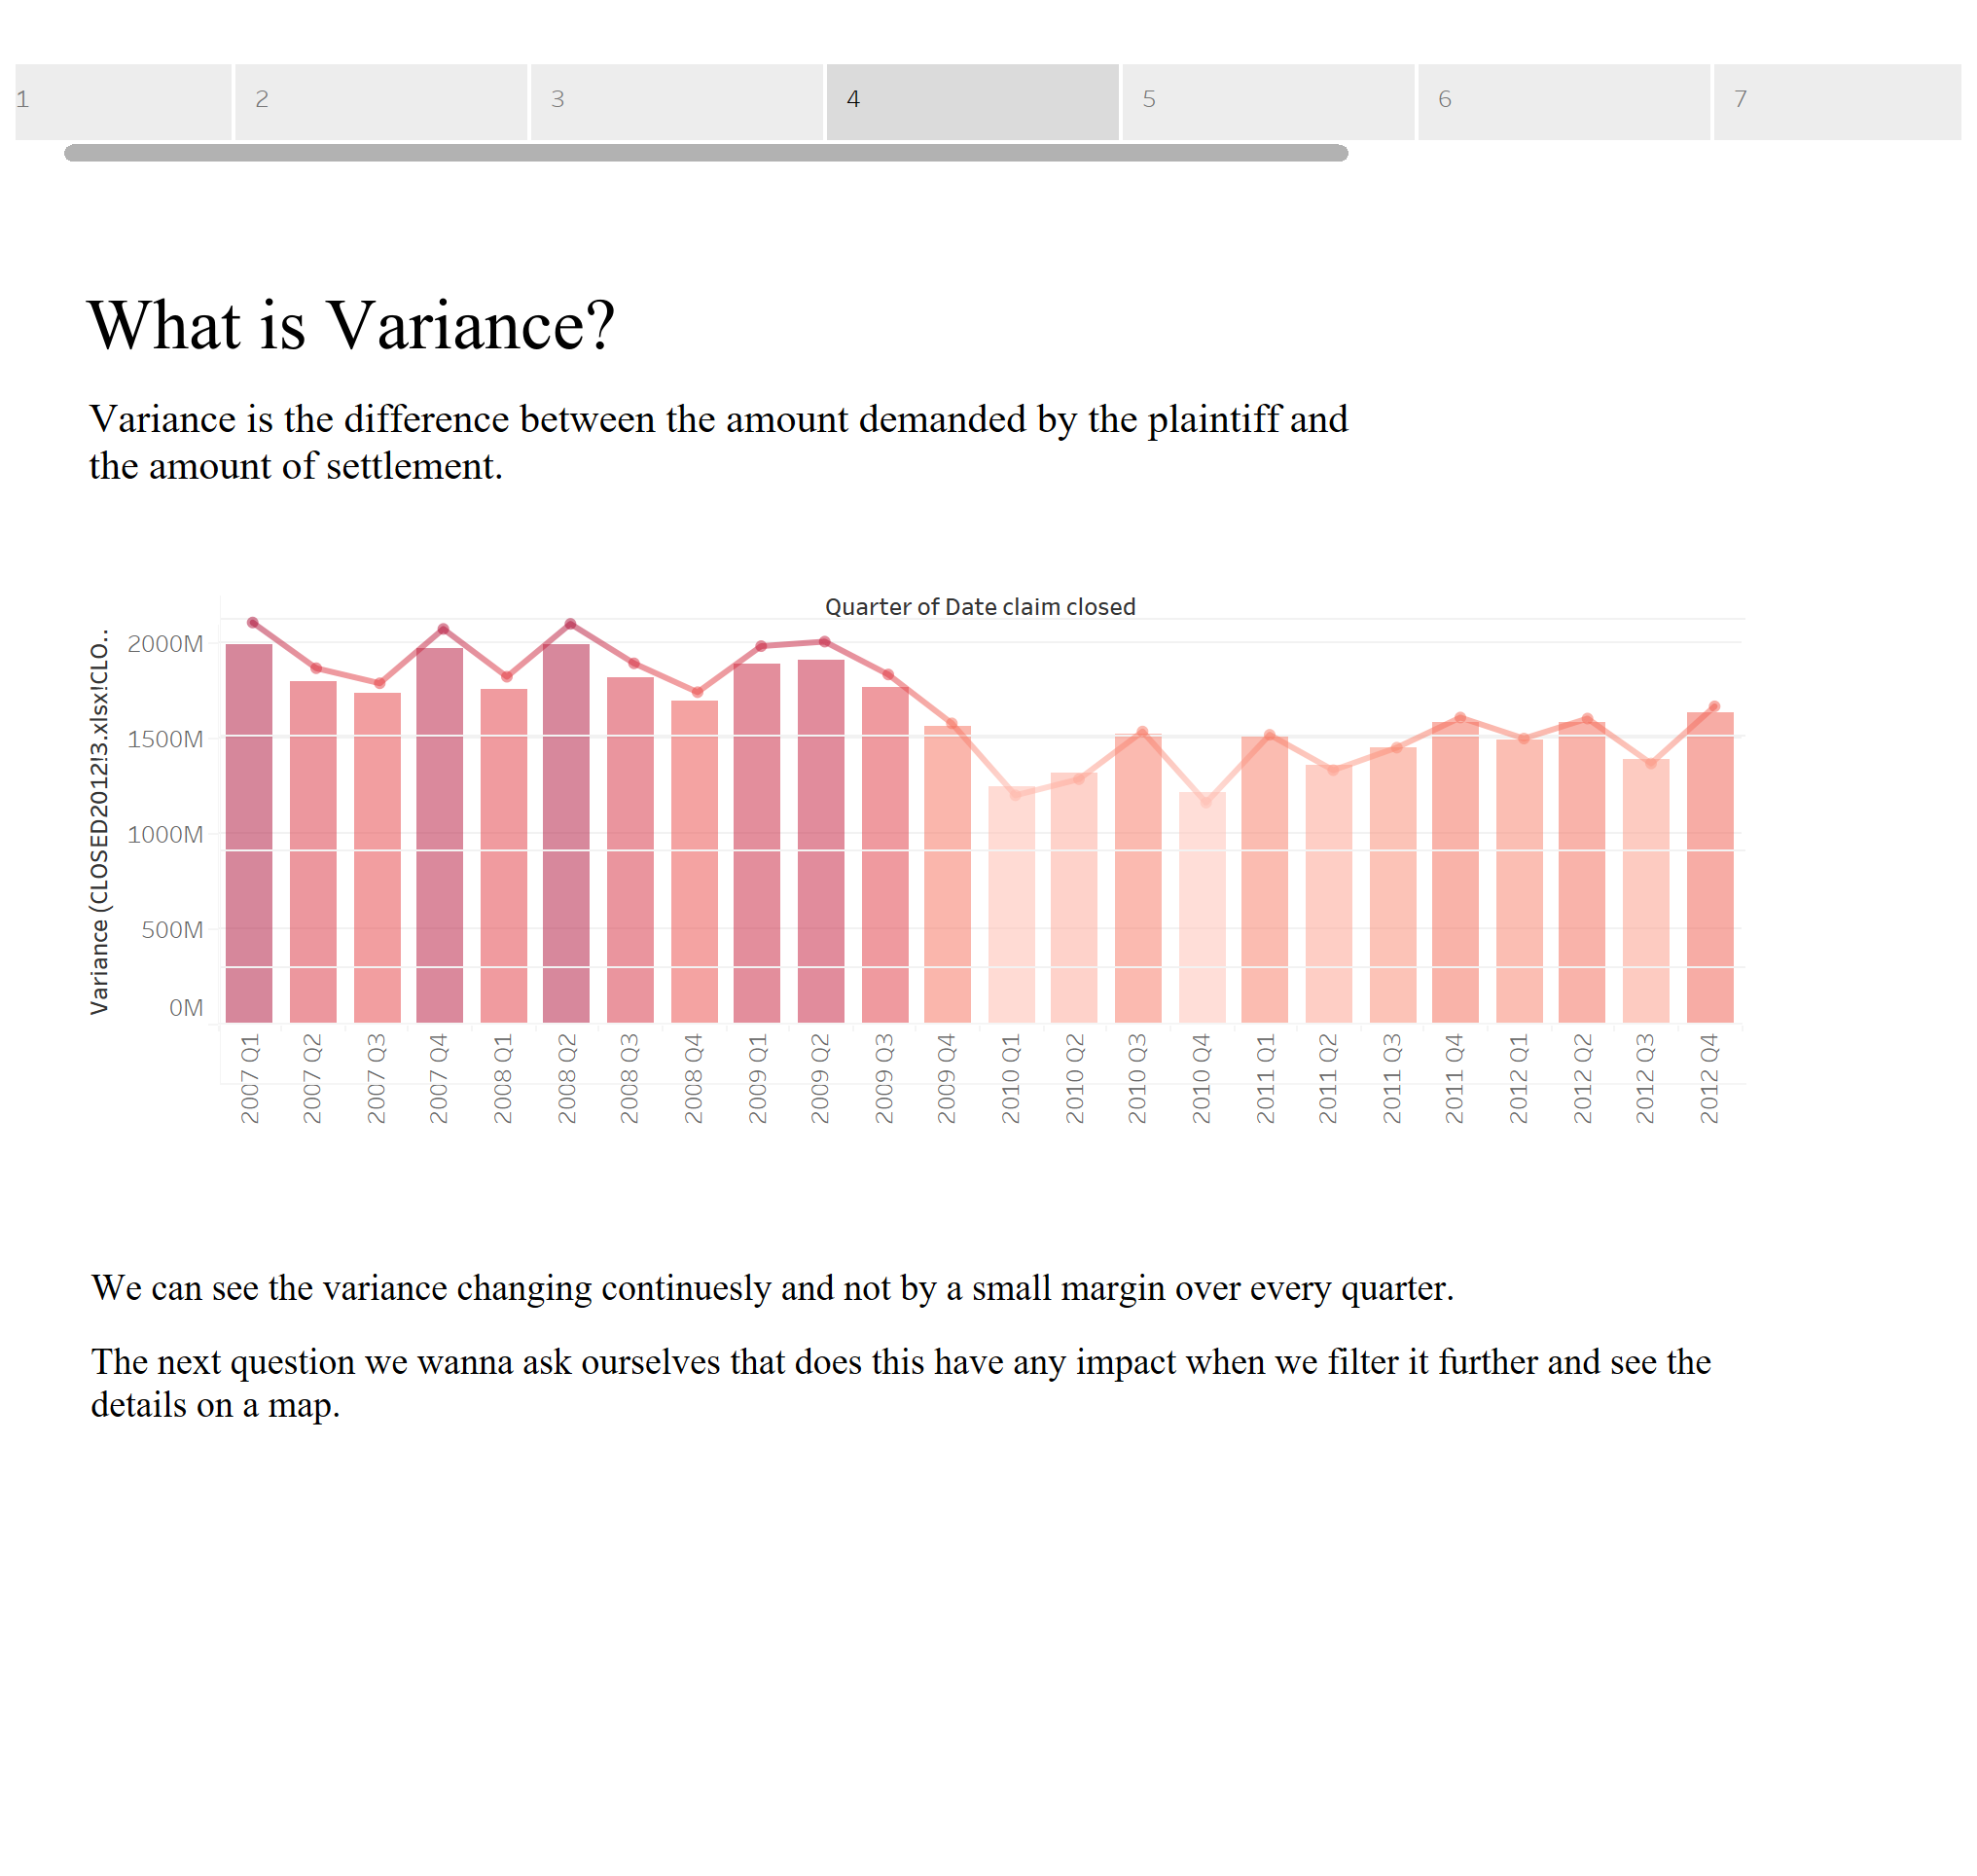 1 2 3 4 5 6 7
What is Variance?
Variance is the difference between the amount demanded by the plaintiff and
the amount of settlement.
Quarter of Date claim closed
Variance (CLOSED2012!3.xlsx!CLO..
2000M
1500M
1000M
500M
0M
2007 Q1 2007 Q2 2007 Q3 2007 Q4 2008 Q1 2008 Q2 2008 Q3 2008 Q4 2009 Q1 2009 Q2 2009 Q3 2009 Q4 2010 Q1 2010 Q2 2010 Q3 2010 Q4 2011 Q1 2011 Q2 2011 Q3 2011 Q4 2012 Q1 2012 Q2 2012 Q3 2012 Q4
We can see the variance changing continuesly and not by a small margin over every quarter.
The next question we wanna ask ourselves that does this have any impact when we filter it further and see the
details on a map.